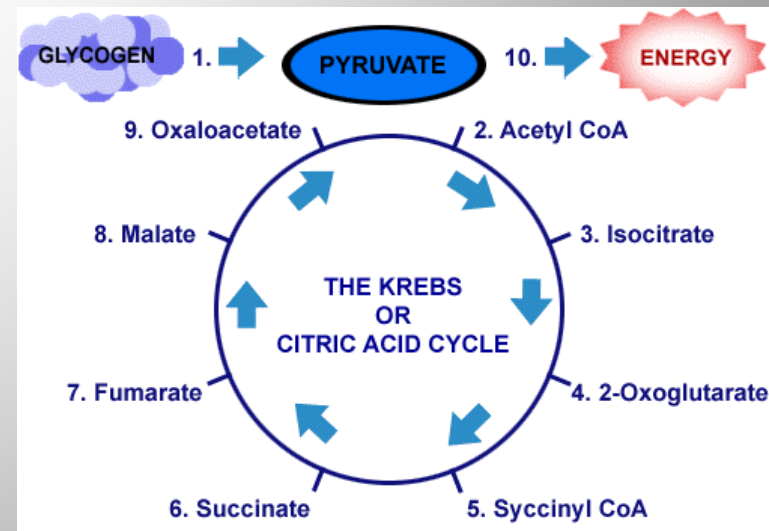 GLYCOGEN 1. PYRUVATE 10. ENERGY
9. Oxaloacetate 2. Acetyl CoA
8. Malate 3. Isocitrate
THE KREBS
OR
CITRIC ACID CYCLE
7. Fumarate 4. 2-Oxoglutarate
6. Succinate 5. Syccinyl CoA